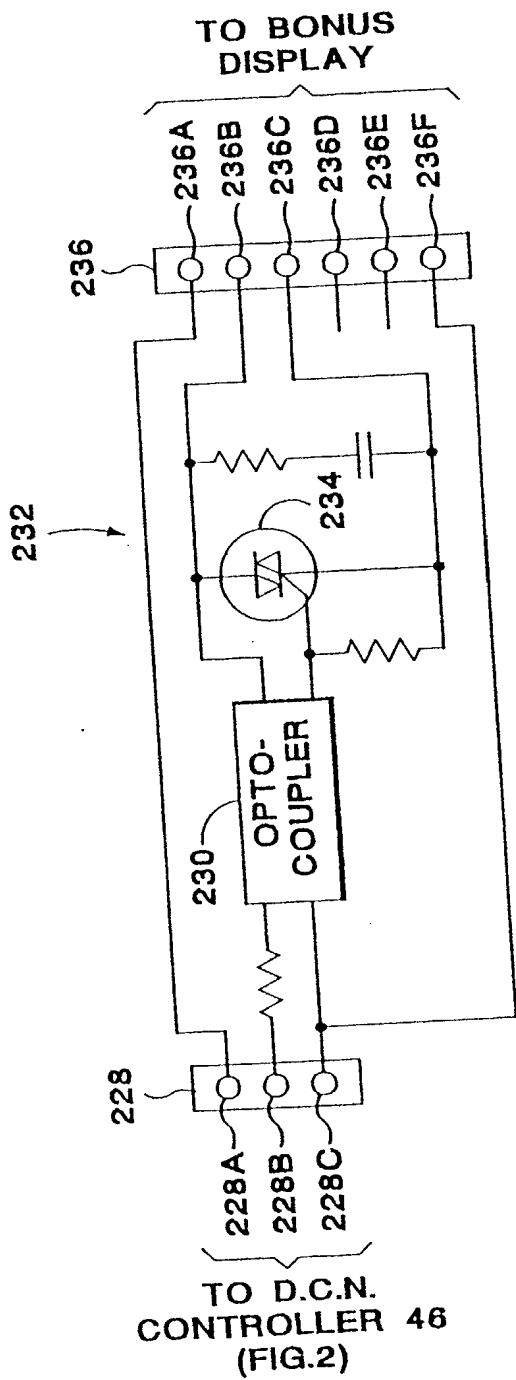 TO BONUS
DISPLAY
236
236A
236B
236C
236D
236E
236F
232
234
230
OPTO-
COUPLER
228
228A
228B
228C
TO D.C.N.
CONTROLLER 46
(FIG.2)